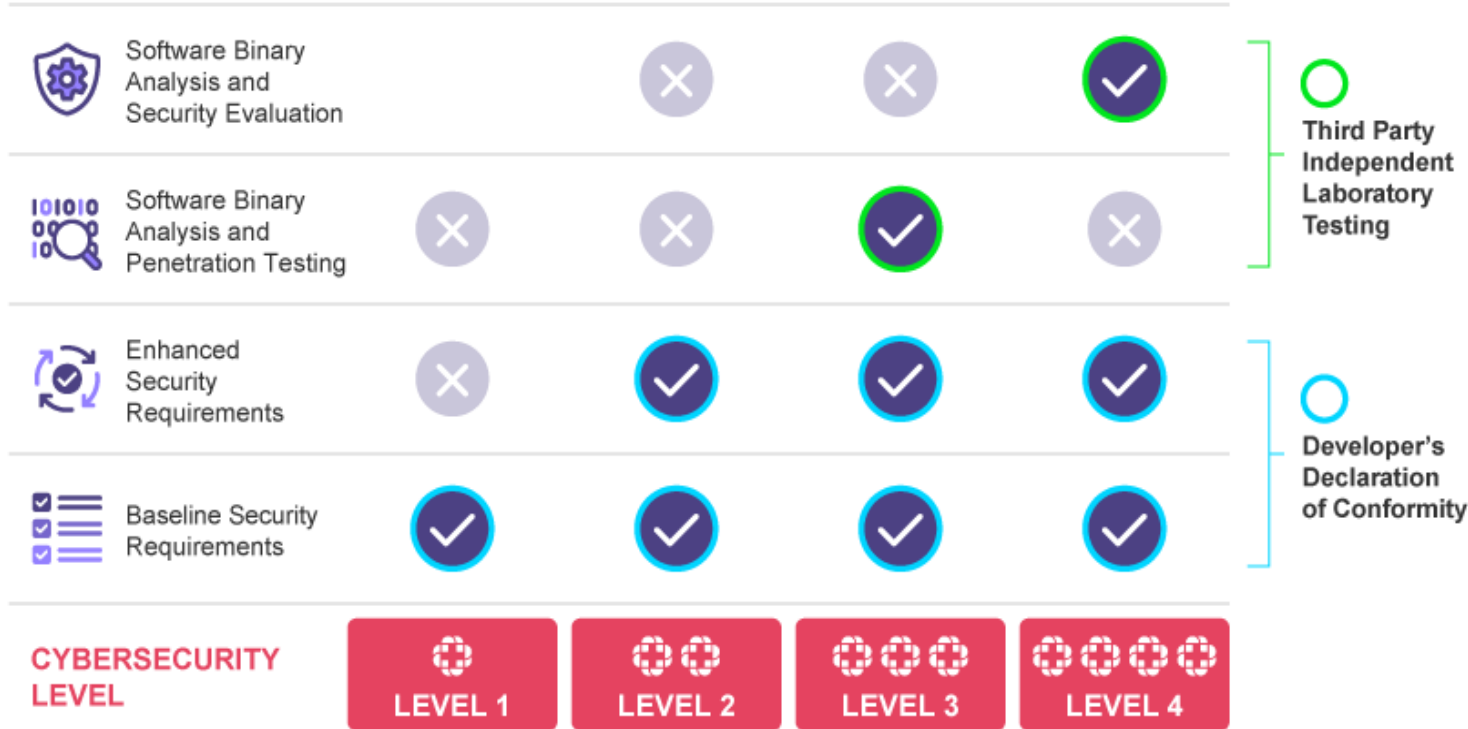 Software Binary
Analysis and
Security Evaluation
Third Party
Independent
Laboratory
Testing
Software Binary
Analysis and
Penetration Testing
101010
Enhanced
Security
Requirements
Developer's
Declaration
of Conformity
Baseline Security
Requirements
CYBERSECURITY
LEVEL
LEVEL 1
LEVEL 2
LEVEL 3
LEVEL 4